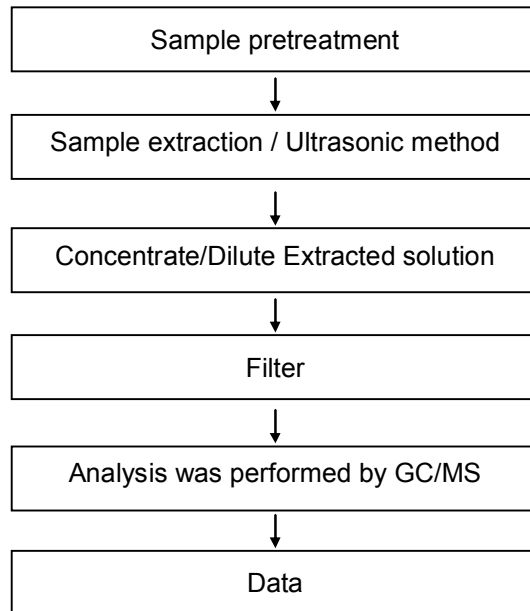 Sample pretreatment
Sample extraction / Ultrasonic method
Concentrate/Dilute Extracted solution
Filter
Analysis was performed by GC/MS
Data